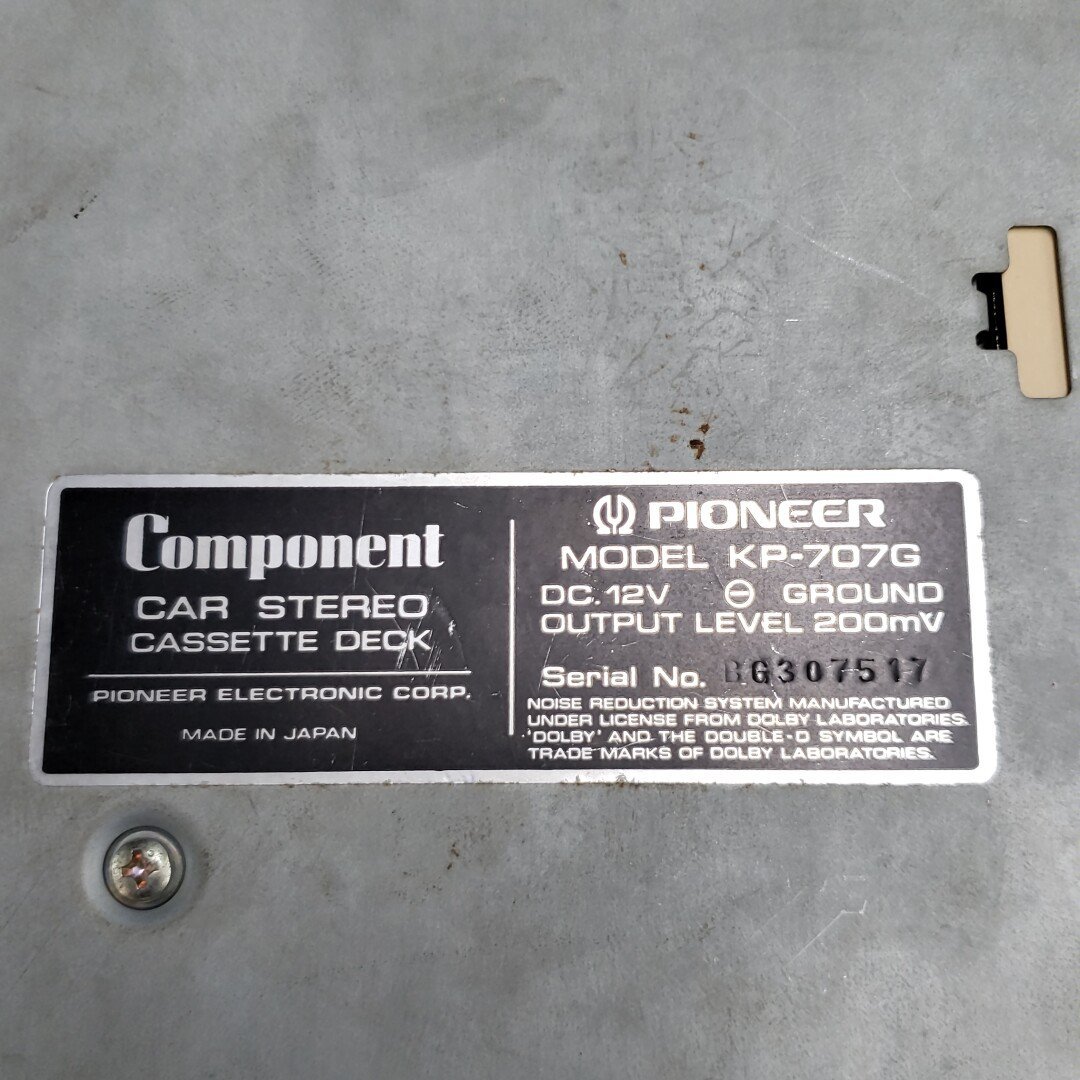 Component
CAR STEREO
CASSETTE DECK
PIONEER ELECTRONIC CORP.
MADE IN JAPAN
PIONEER
MODEL KP-707G
DC.12V ⊖ GROUND
OUTPUT LEVEL 200mV
Serial No. BG307517
NOISE REDUCTION SYSTEM MANUFACTURED
UNDER LICENSE FROM DOLBY LABORATORIES.
'DOLBY' AND THE DOUBLE-D SYMBOL ARE
TRADE MARKS OF DOLBY LABORATORIES.